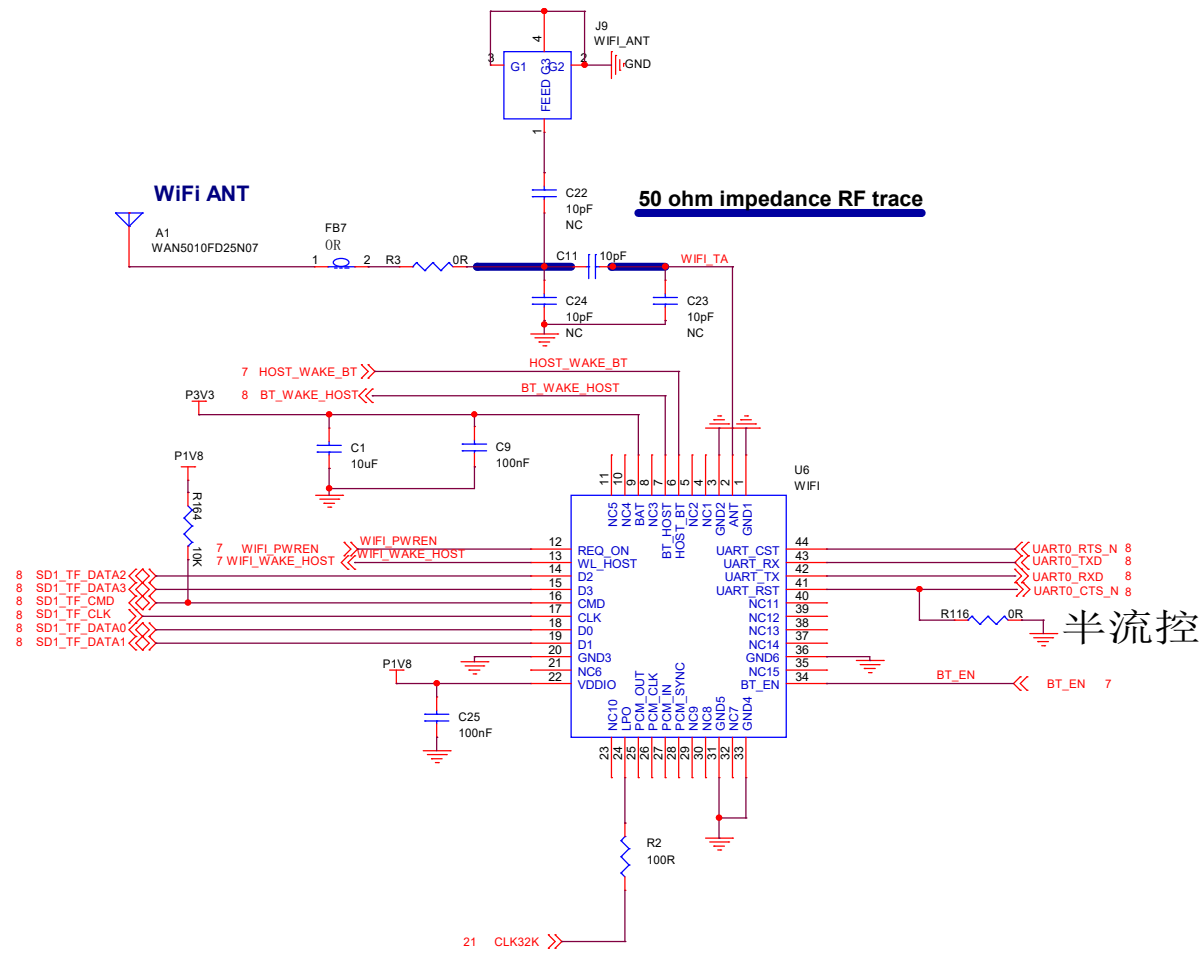 J9
WIFI_ANT
4
3
G1
FEED G3
G2
2
GND
1
WiFi ANT
C22
10pF
NC
50 ohm impedance RF trace
A1
WAN5010FD25N07
FB7
0R
1
2
R3
0R
C11
10pF
WIFI_TA
C24
10pF
NC
C23
10pF
NC
7 HOST_WAKE_BT
HOST_WAKE_BT
8 BT_WAKE_HOST
BT_WAKE_HOST
P3V3
C1
10uF
C9
100nF
P1V8
R164
10K
U6
WIFI
11 10 9 8 7 6 5 4 3 2 1
NC5 NC4 BAT NC3 BT_HOST HOST_BT NC2 NC1 GND2 ANT GND1
7 WIFI_PWREN
WIFI_PWREN
12 REQ_ON
7 WIFI_WAKE_HOST
WIFI_WAKE_HOST
13 WL_HOST
8 SD1_TF_DATA2
14 D2
8 SD1_TF_DATA3
15 D3
8 SD1_TF_CMD
16 CMD
8 SD1_TF_CLK
17 CLK
8 SD1_TF_DATA0
18 D0
8 SD1_TF_DATA1
19 D1
20 GND3
21 NC6
22 VDDIO
P1V8
C25
100nF
UART_CST 44
UART0_RTS_N 8
UART_RX 43
UART0_TXD 8
UART_TX 42
UART0_RXD 8
UART_RST 41
UART0_CTS_N 8
NC11 40
NC12 39
NC13 38
NC14 37
GND6 36
NC15 35
BT_EN 34
R116
0R
半流控
BT_EN
BT_EN 7
NC10 LPO PCM_OUT PCM_CLK PCM_IN PCM_SYNC NC9 NC8 GND5 NC7 GND4
23 24 25 26 27 28 29 30 31 32 33
R2
100R
21 CLK32K